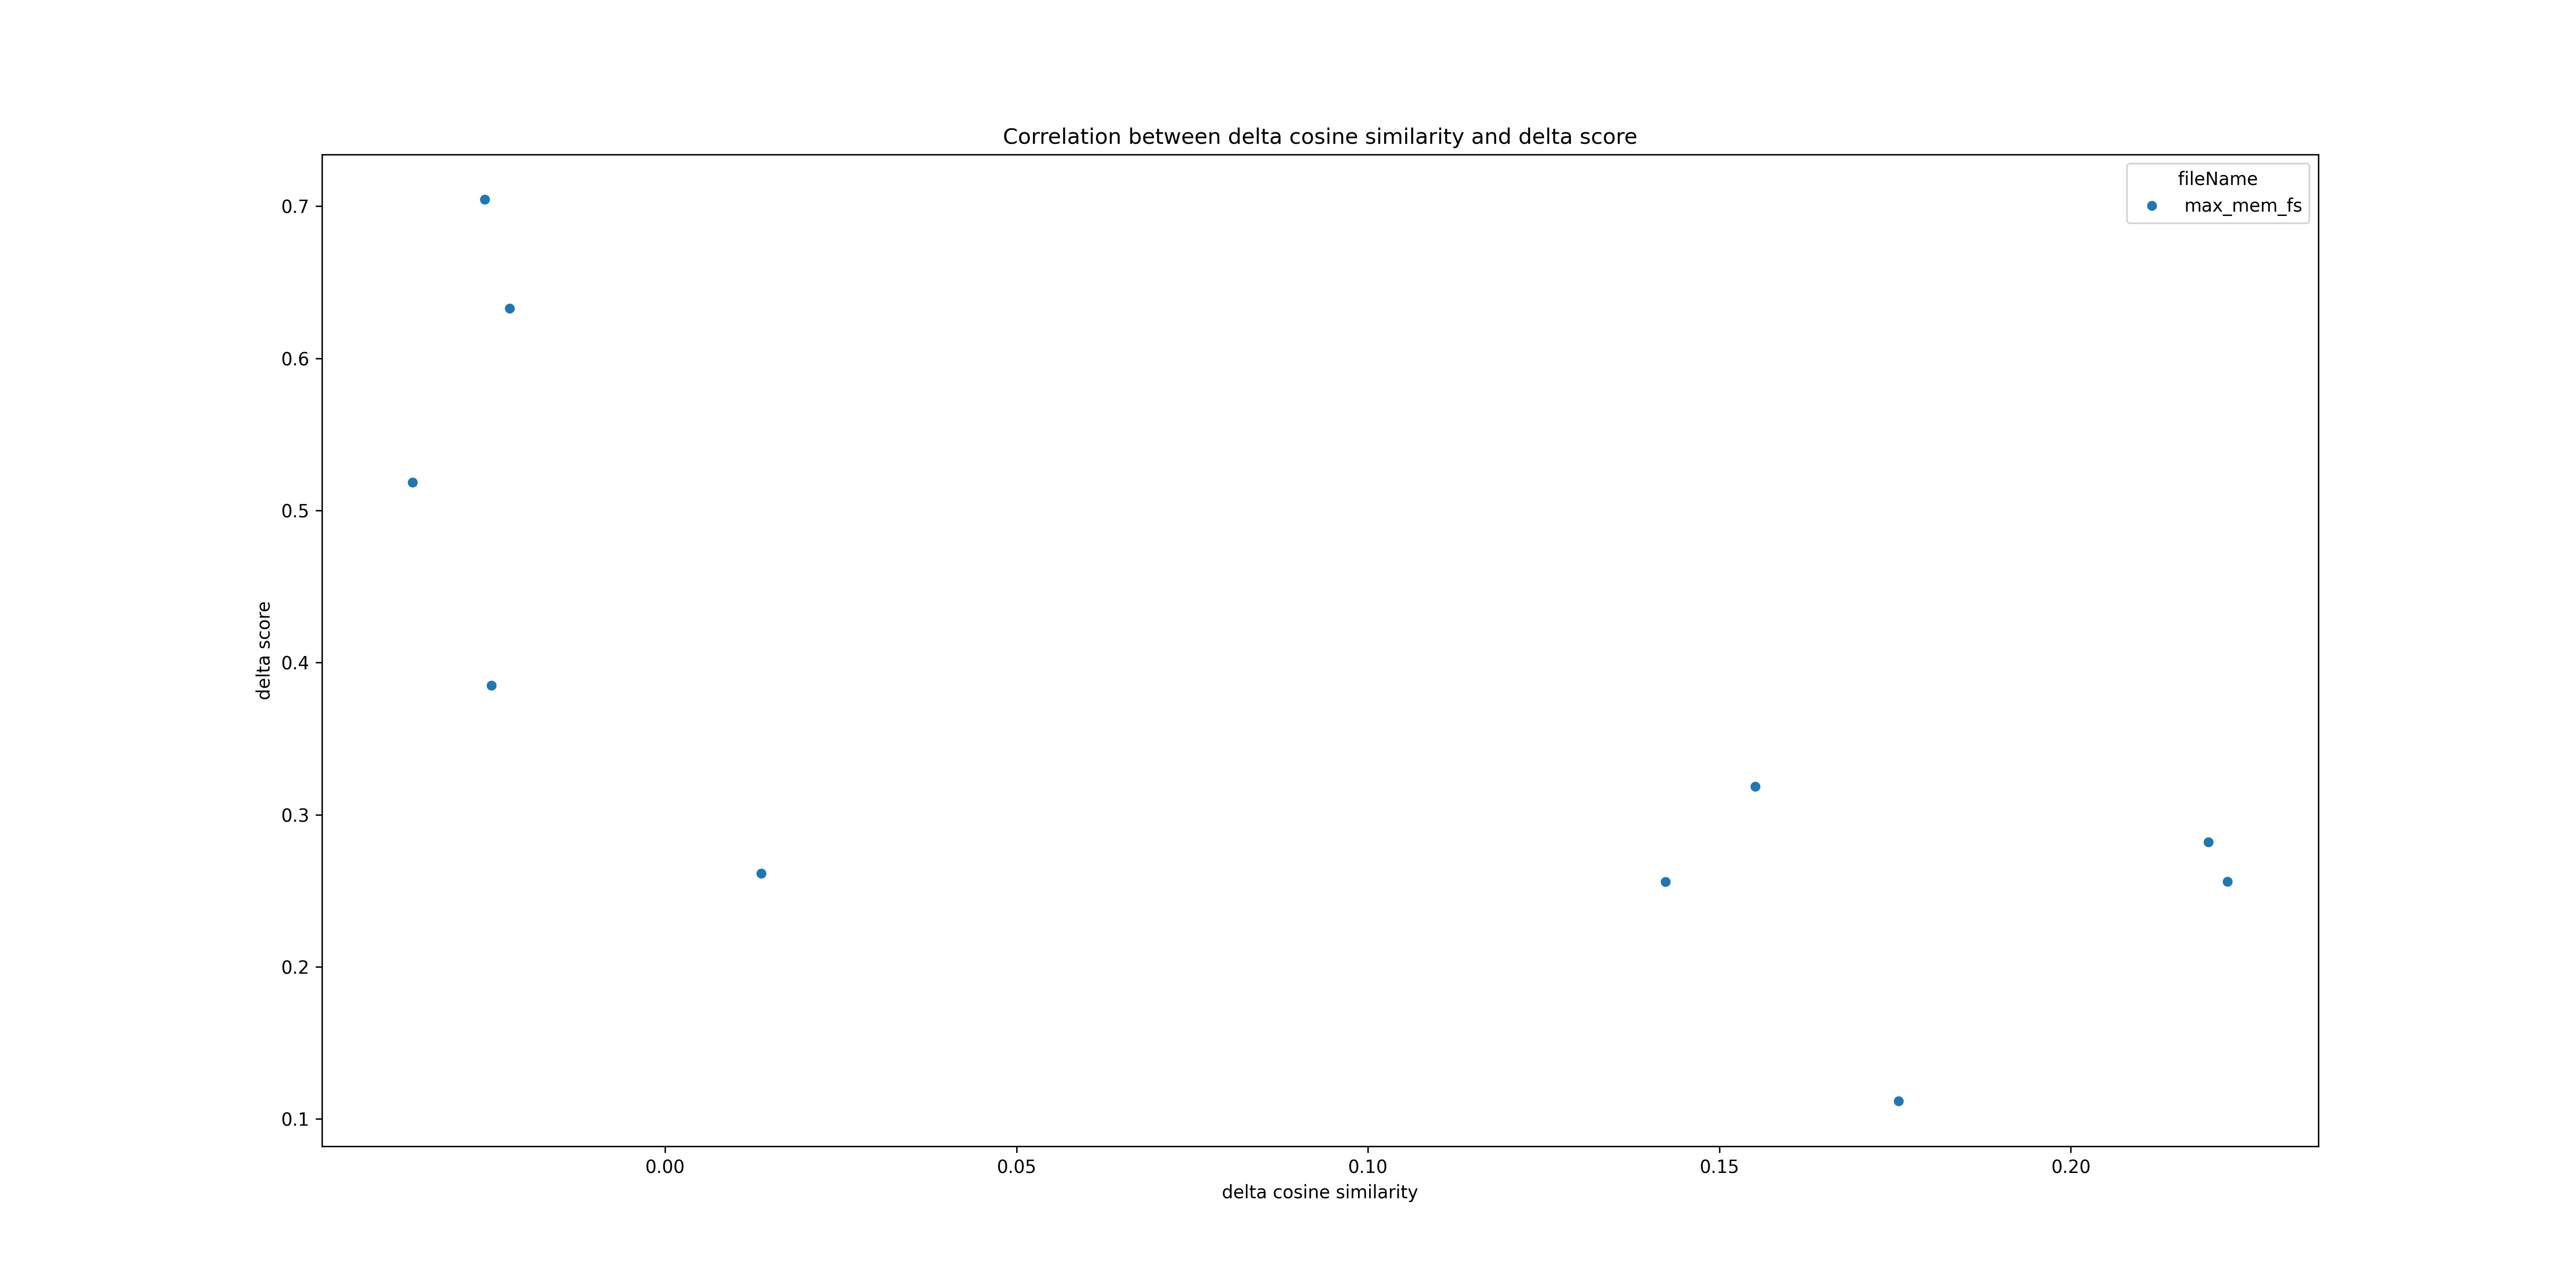 Correlation between delta cosine similarity and delta score
fileName
max_mem_fs
0.7
0.6
0.5
0.4
0.3
0.2
0.1
delta score
0.00 0.05 0.10 0.15 0.20
delta cosine similarity